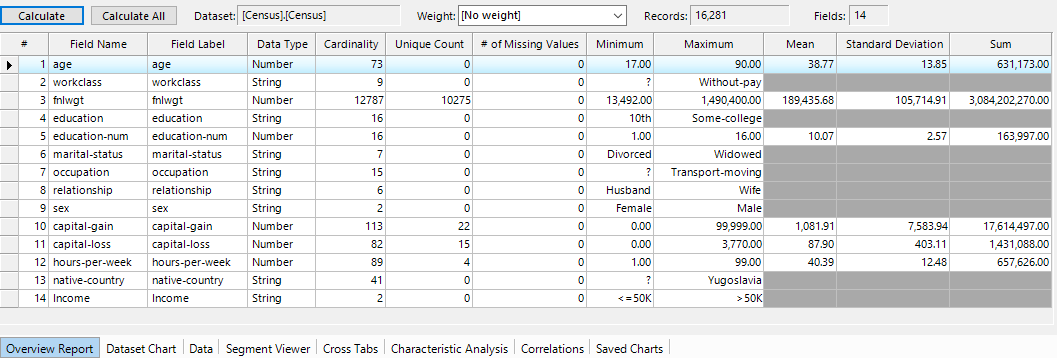 Calculate Calculate All Dataset: [Census].[Census] Weight: [No weight] Records: 16,281 Fields: 14
# Field Name Field Label Data Type Cardinality Unique Count # of Missing Values Minimum Maximum Mean Standard Deviation Sum
1 age age Number 73 0 0 17.00 90.00 38.77 13.85 631,173.00
2 workclass workclass String 9 0 0 ? Without-pay
3 fnlwgt fnlwgt Number 12787 10275 0 13,492.00 1,490,400.00 189,435.68 105,714.91 3,084,202,270.00
4 education education String 16 0 0 10th Some-college
5 education-num education-num Number 16 0 0 1.00 16.00 10.07 2.57 163,997.00
6 marital-status marital-status String 7 0 0 Divorced Widowed
7 occupation occupation String 15 0 0 ? Transport-moving
8 relationship relationship String 6 0 0 Husband Wife
9 sex sex String 2 0 0 Female Male
10 capital-gain capital-gain Number 113 22 0 0.00 99,999.00 1,081.91 7,583.94 17,614,497.00
11 capital-loss capital-loss Number 82 15 0 0.00 3,770.00 87.90 403.11 1,431,088.00
12 hours-per-week hours-per-week Number 89 4 0 1.00 99.00 40.39 12.48 657,626.00
13 native-country native-country String 41 0 0 ? Yugoslavia
14 Income Income String 2 0 0 <=50K >50K
Overview Report Dataset Chart Data Segment Viewer Cross Tabs Characteristic Analysis Correlations Saved Charts